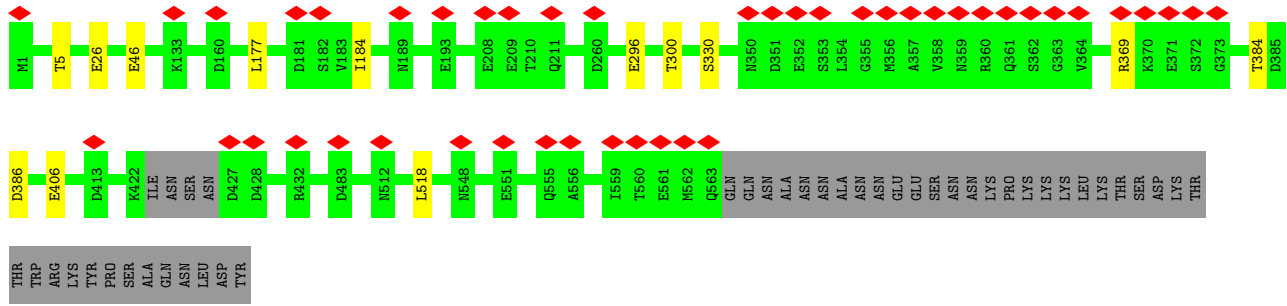 M1 T5 E26 E46 K133 D160 L177 D181 S182 V183 I184 N189 E193 E208 E209 T210 Q211 D260 E296 T300 S330 N350 D351 E352 S353 L354 G355 M356 A357 V358 N359 R360 Q361 S362 G363 V364 R369 K370 E371 S372 G373 T384 D385
D386 E406 D413 K422 ILE ASN SER ASN D427 D428 R432 D483 N512 L518 N548 E551 Q555 A556 I559 T560 E561 M562 Q563 GLN GLN ASN ALA ASN ASN ALA ASN ASN GLU GLU SER ASN ASN LYS PRO LYS LYS LYS LEU LYS THR SER ASP LYS THR
THR TRP ARG LYS TYR PRO SER ALA GLN ASN LEU ASP TYR